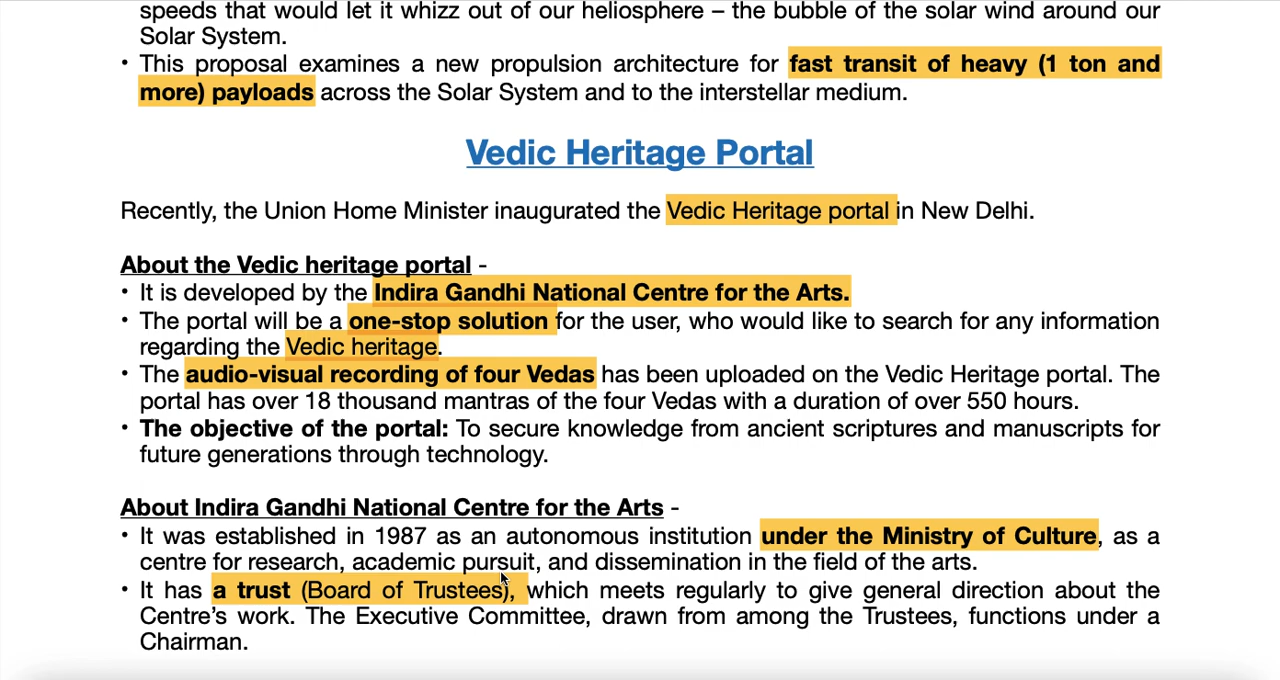 speeds that would let it whizz out of our heliosphere – the bubble of the solar wind around our
Solar System.
• This proposal examines a new propulsion architecture for fast transit of heavy (1 ton and
more) payloads across the Solar System and to the interstellar medium.
Vedic Heritage Portal
Recently, the Union Home Minister inaugurated the Vedic Heritage portal in New Delhi.
About the Vedic heritage portal -
• It is developed by the Indira Gandhi National Centre for the Arts.
• The portal will be a one-stop solution for the user, who would like to search for any information
regarding the Vedic heritage.
• The audio-visual recording of four Vedas has been uploaded on the Vedic Heritage portal. The
portal has over 18 thousand mantras of the four Vedas with a duration of over 550 hours.
• The objective of the portal: To secure knowledge from ancient scriptures and manuscripts for
future generations through technology.
About Indira Gandhi National Centre for the Arts -
• It was established in 1987 as an autonomous institution under the Ministry of Culture, as a
centre for research, academic pursuit, and dissemination in the field of the arts.
• It has a trust (Board of Trustees), which meets regularly to give general direction about the
Centre’s work. The Executive Committee, drawn from among the Trustees, functions under a
Chairman.